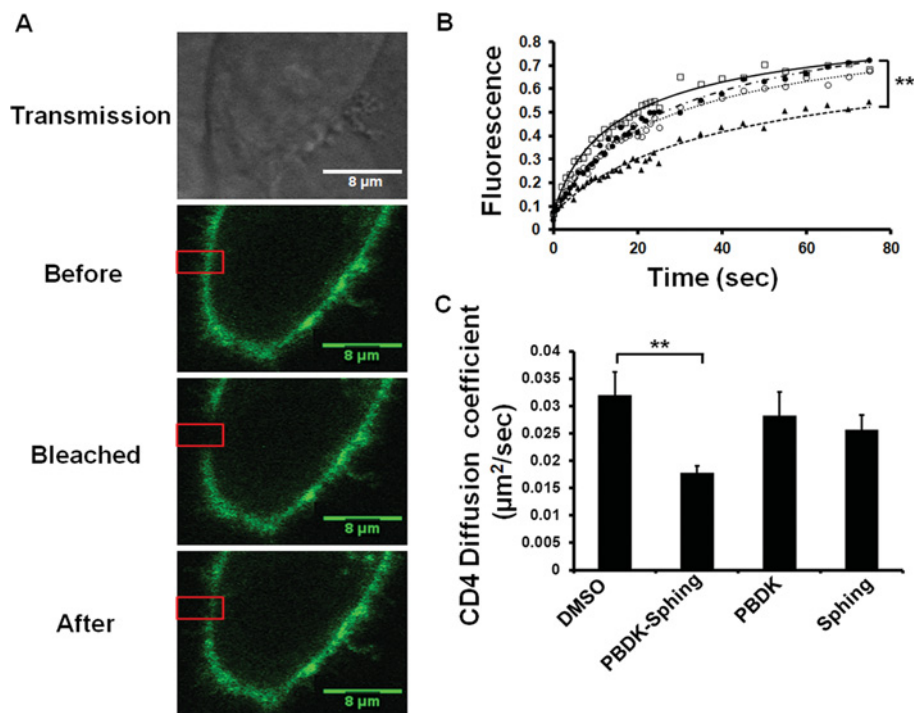 A
Transmission
8 µm
Before
8 µm
Bleached
8 µm
After
8 µm
B
Fluorescence
0.8
0.7
0.6
0.5
0.4
0.3
0.2
0.1
0
0 20 40 60 80
Time (sec)
**
C
CD4 Diffusion coefficient
(µm²/sec)
0.04
0.035
0.03
0.025
0.02
0.015
0.01
0.005
0
**
DMSO
PBDK-Sphing
PBDK
Sphing